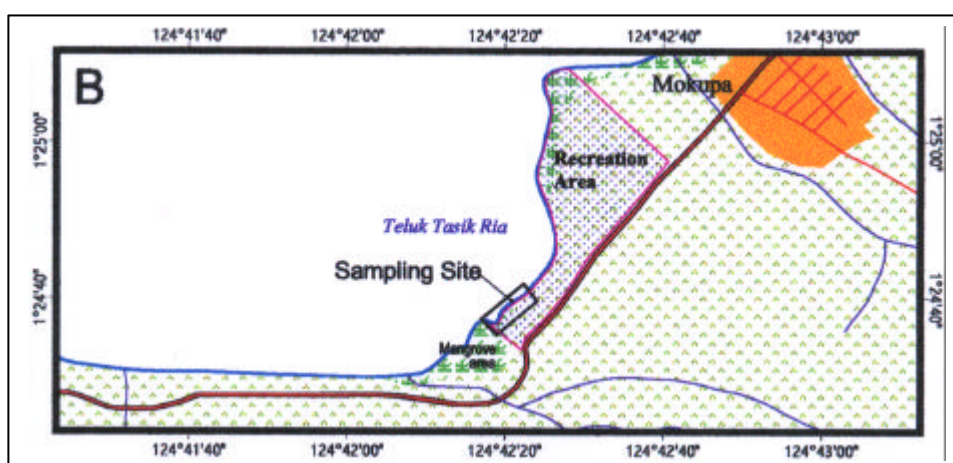 124°41'40" 124°42'00" 124°42'20" 124°42'40" 124°43'00"
B
Mokupa
1°25'00"
1°25'00"
Recreation
Area
Teluk Tasik Ria
Sampling Site
1°24'40"
1°24'40"
Mangrove
area
124°41'40" 124°42'00" 124°42'20" 124°42'40" 124°43'00"